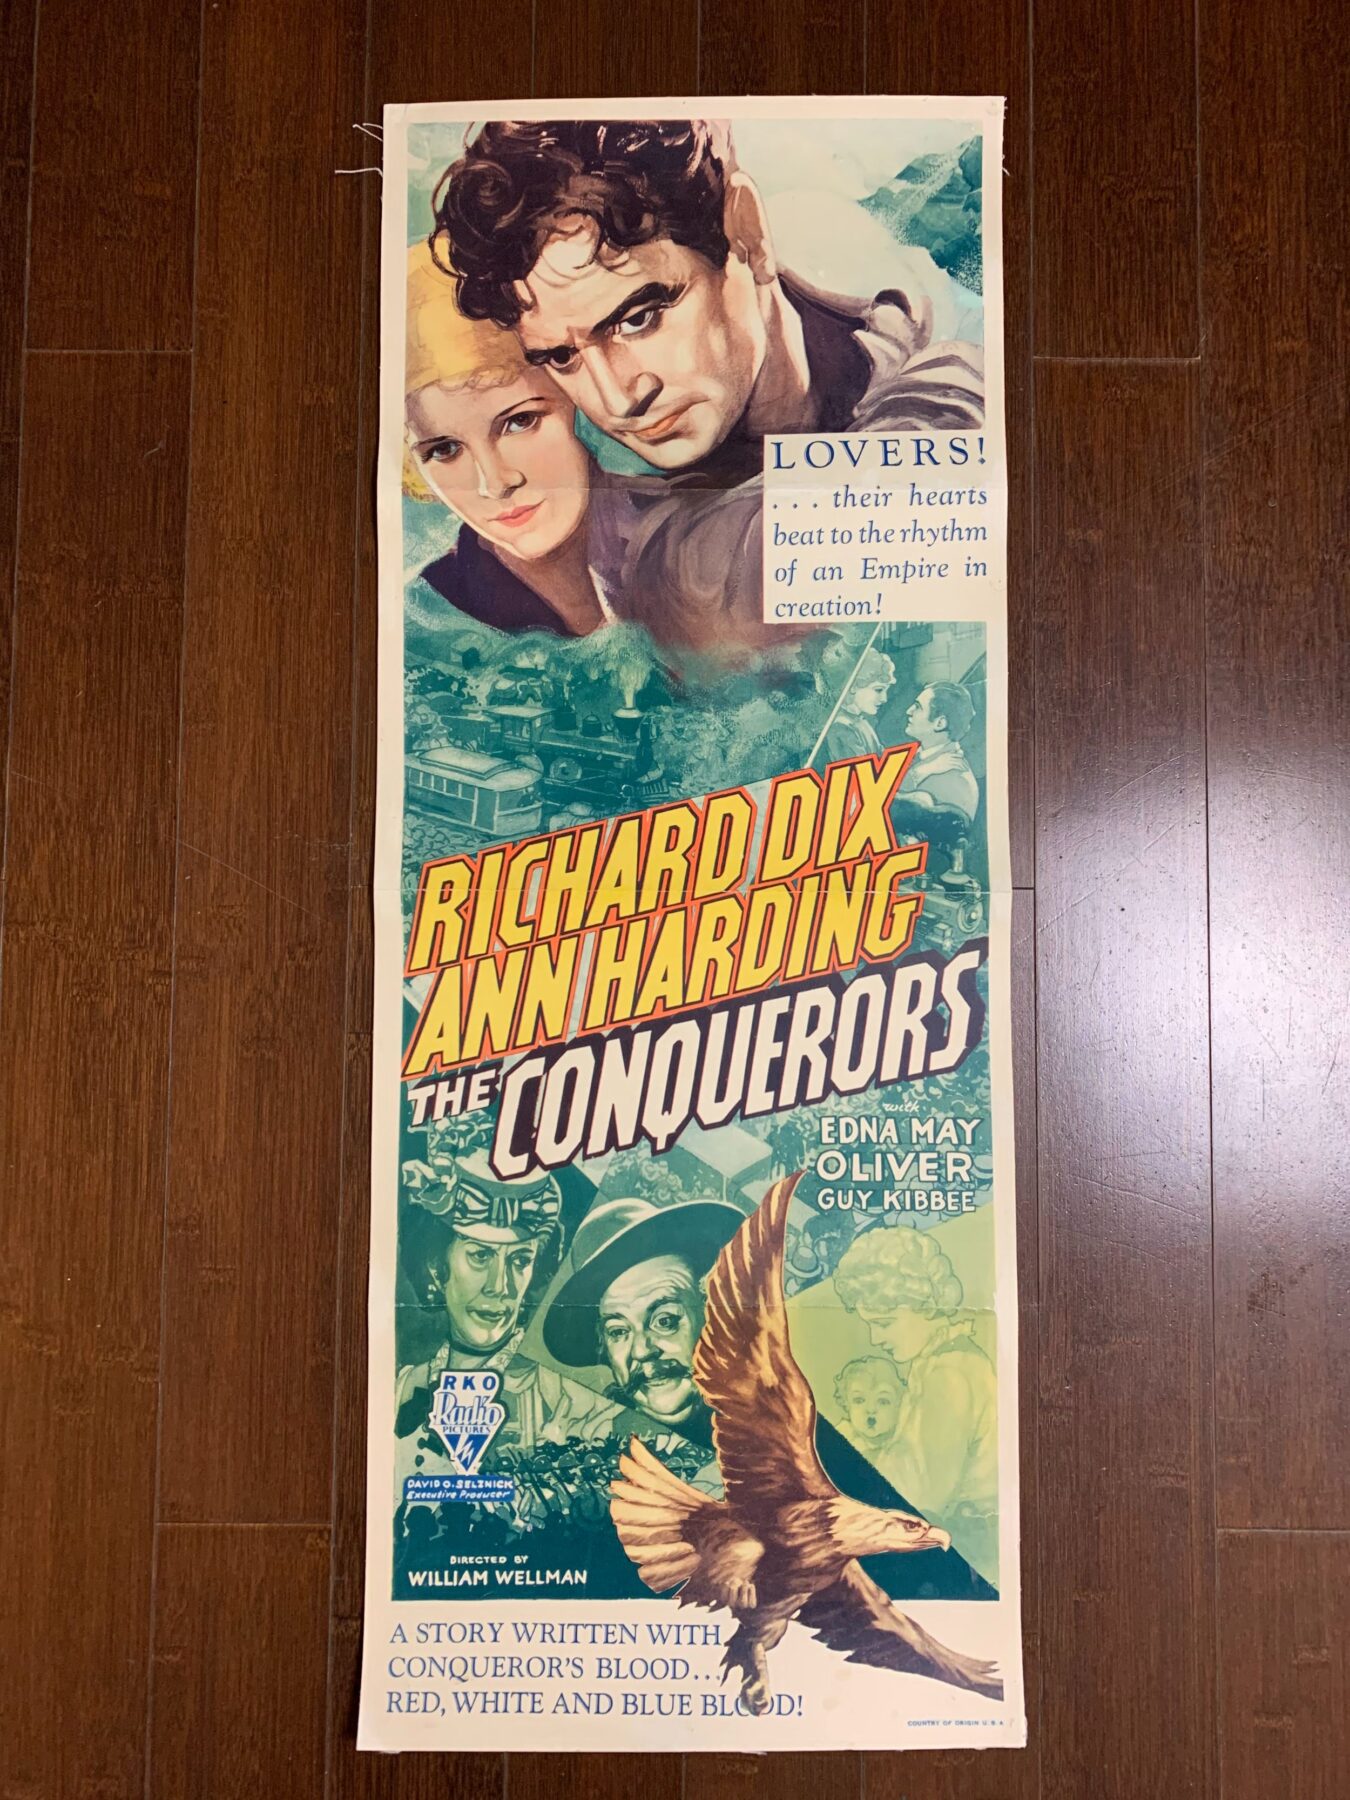 LOVERS!
... their hearts
beat to the rhythm
of an Empire in
creation!
RICHARD DIX
ANN HARDING
THE CONQUERORS
with
EDNA MAY
OLIVER
GUY KIBBEE
RKO
Radio
PICTURES
DAVID O. SELZNICK
Executive Producer
DIRECTED BY
WILLIAM WELLMAN
A STORY WRITTEN WITH
CONQUEROR'S BLOOD...
RED, WHITE AND BLUE BLOOD!
COUNTRY OF ORIGIN U.S.A